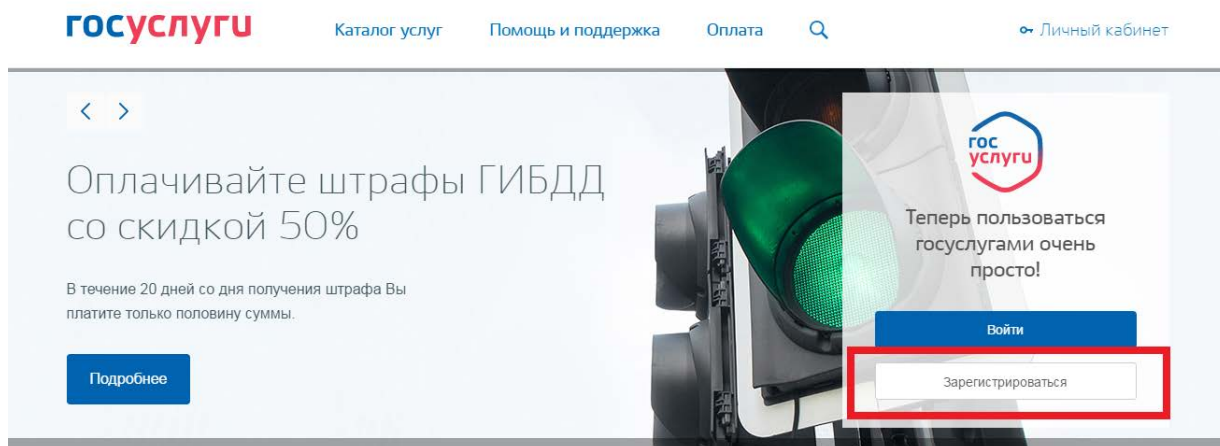 госуслуги
Каталог услуг
Помощь и поддержка
Оплата
Личный кабинет
Оплачивайте штрафы ГИБДД
со скидкой 50%
В течение 20 дней со дня получения штрафа Вы
платите только половину суммы.
Подробнее
гос
услуги
Теперь пользоваться
госуслугами очень
просто!
Войти
Зарегистрироваться